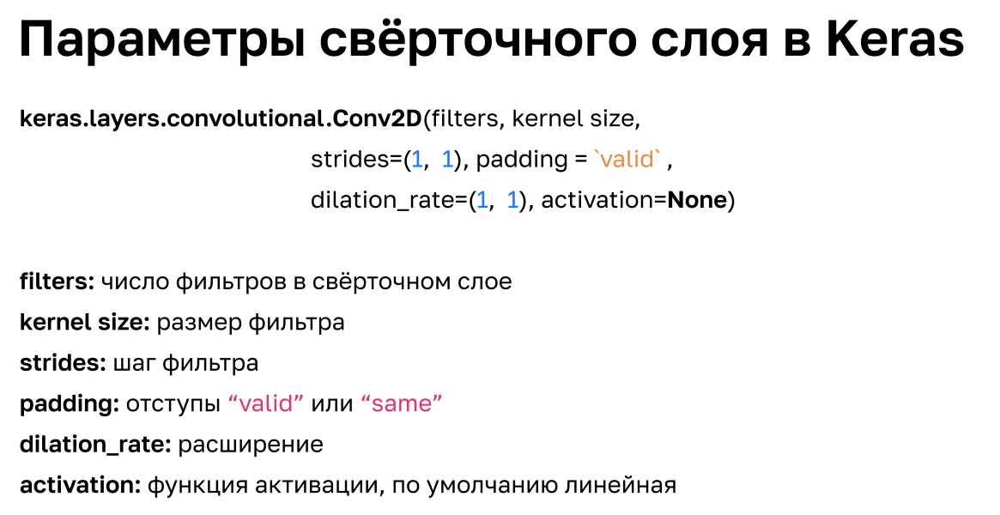 Параметры свёрточного слоя в Keras
keras.layers.convolutional.Conv2D(filters, kernel size,
strides=(1, 1), padding = `valid` ,
dilation_rate=(1, 1), activation=None)
filters: число фильтров в свёрточном слое
kernel size: размер фильтра
strides: шаг фильтра
padding: отступы “valid” или “same”
dilation_rate: расширение
activation: функция активации, по умолчанию линейная